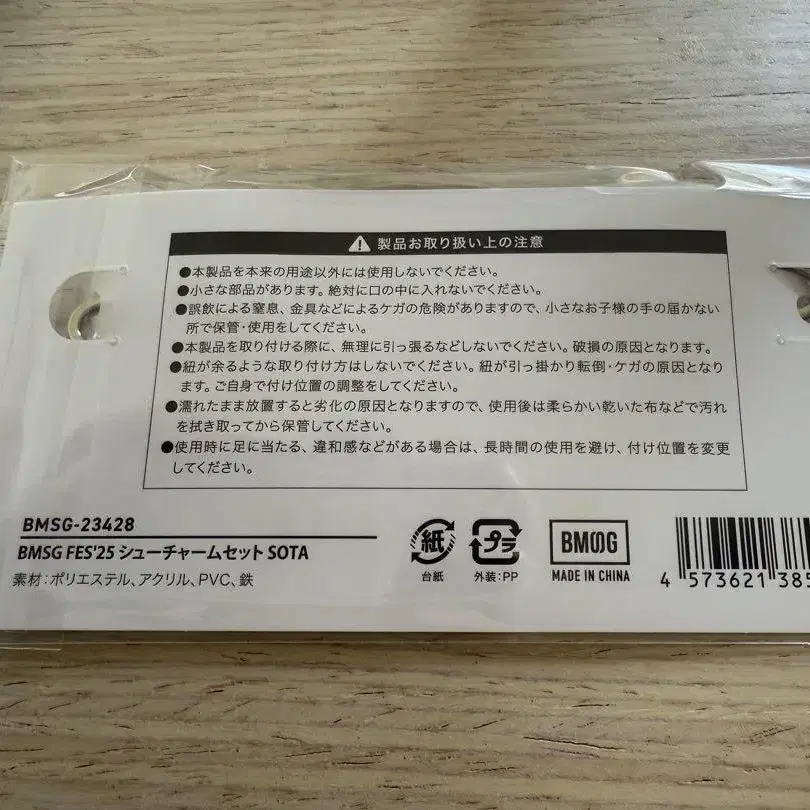 製品お取り扱い上の注意
●本製品を本来の用途以外には使用しないでください。
●小さな部品があります。絶対に口の中に入れないでください。
●誤飲による窒息、金具などによるケガの危険がありますので、小さなお子様の手の届かない
所で保管・使用をしてください。
●本製品を取り付ける際に、無理に引っ張るなどしないでください。破損の原因となります。
●紐が余るような取り付け方はしないでください。紐が引っ掛かり転倒・ケガの原因となり
ます。ご自身で付け位置の調整をしてください。
●濡れたまま放置すると劣化の原因となりますので、使用後は柔らかい乾いた布などで汚れ
を拭き取ってから保管してください。
●使用時に足に当たる、違和感などがある場合は、長時間の使用を避け、付け位置を変更
してください。
BMSG-23428
BMSG FES'25 シューチャームセット SOTA
素材：ポリエステル、アクリル、PVC、鉄
紙
台紙
プラ
外装：PP
BMSG
MADE IN CHINA
4 573621 385